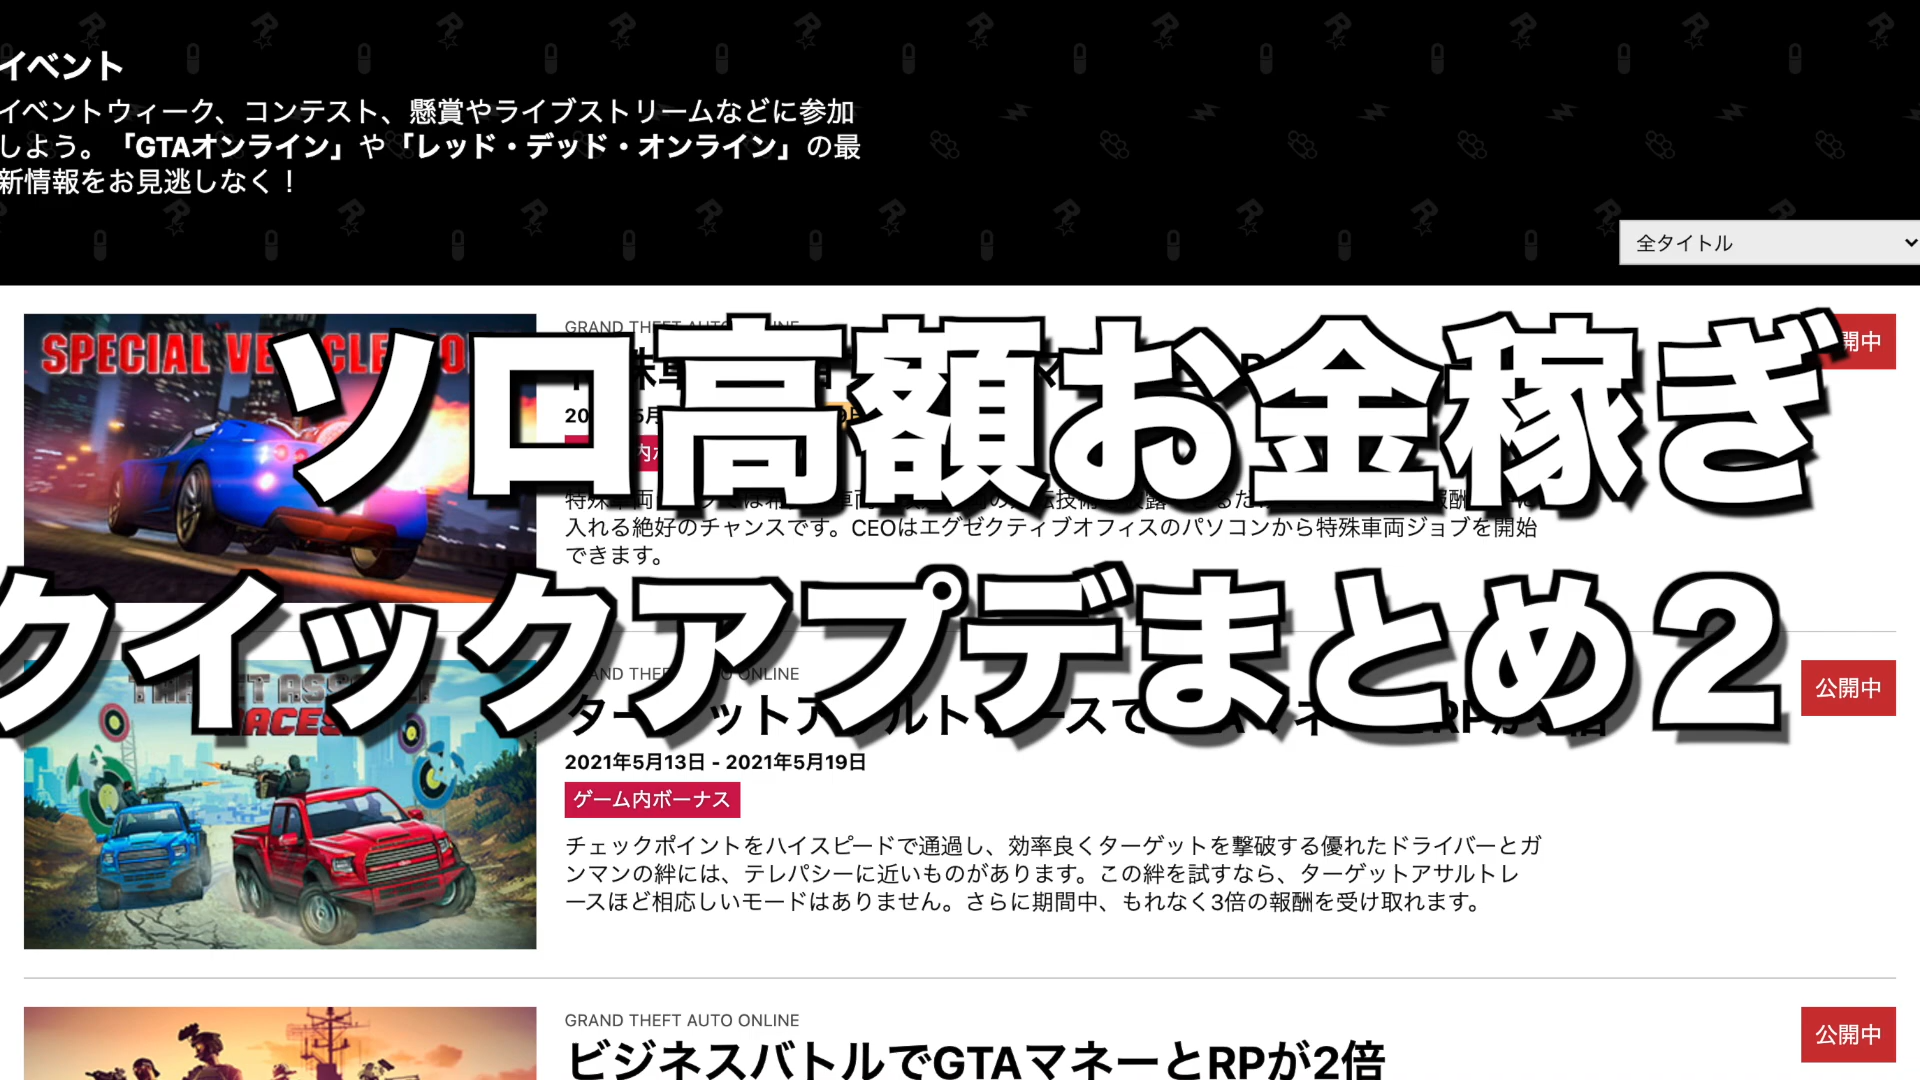 イベント
イベントウィーク、コンテスト、懸賞やライブストリームなどに参加
しよう。「GTAオンライン」や「レッド・デッド・オンライン」の最
新情報をお見逃しなく！
全タイトル
ソロ高額お金稼ぎ
クイックアプデまとめ２
SPECIAL
GRAND THEFT AUTO ONLINE
開中
入れる絶好のチャンスです。CEOはエグゼクティブオフィスのパソコンから特殊車両ジョブを開始
できます。
ONLINE
公開中
2021年5月13日 - 2021年5月19日
ゲーム内ボーナス
チェックポイントをハイスピードで通過し、効率良くターゲットを撃破する優れたドライバーとガ
ンマンの絆には、テレパシーに近いものがあります。この絆を試すなら、ターゲットアサルトレ
ースほど相応しいモードはありません。さらに期間中、もれなく3倍の報酬を受け取れます。
GRAND THEFT AUTO ONLINE
公開中
ビジネスバトルでGTAマネーとRPが2倍